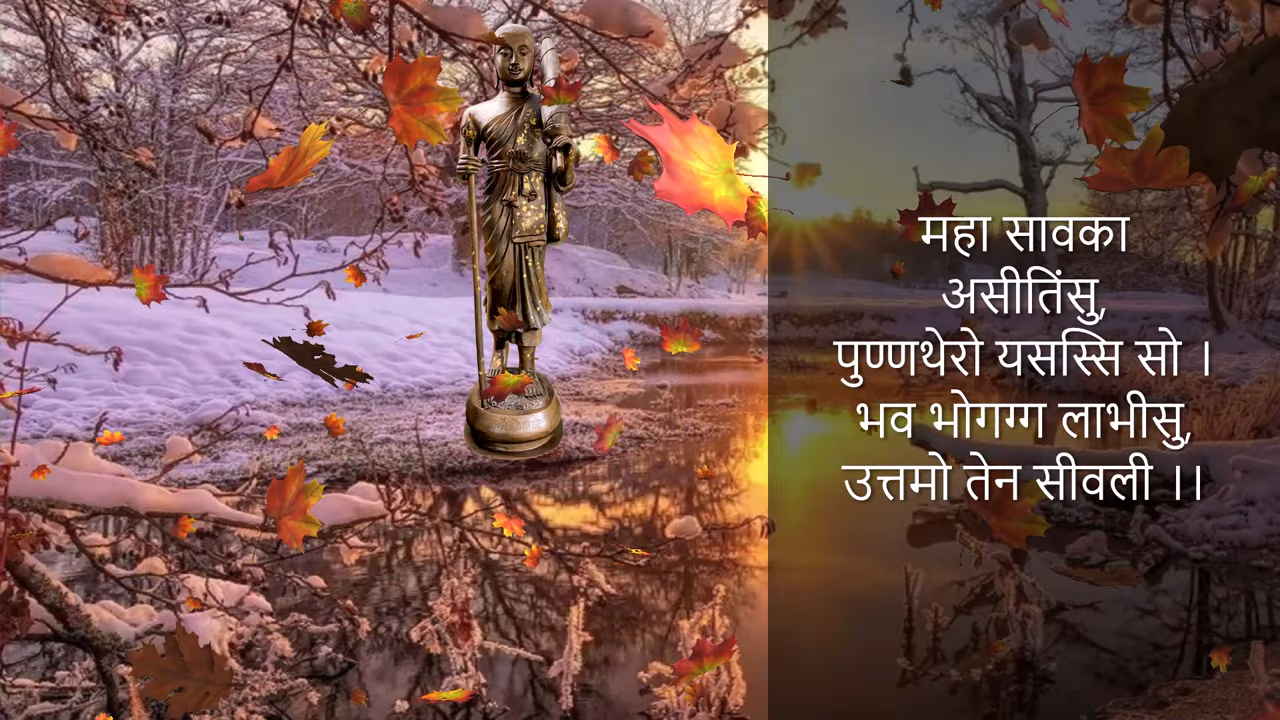 महा सावका
असीतिंसु,
पुण्णथेरो यसस्सि सो ।
भव भोगग्ग लाभीसु,
उत्तमो तेन सीवली ।।